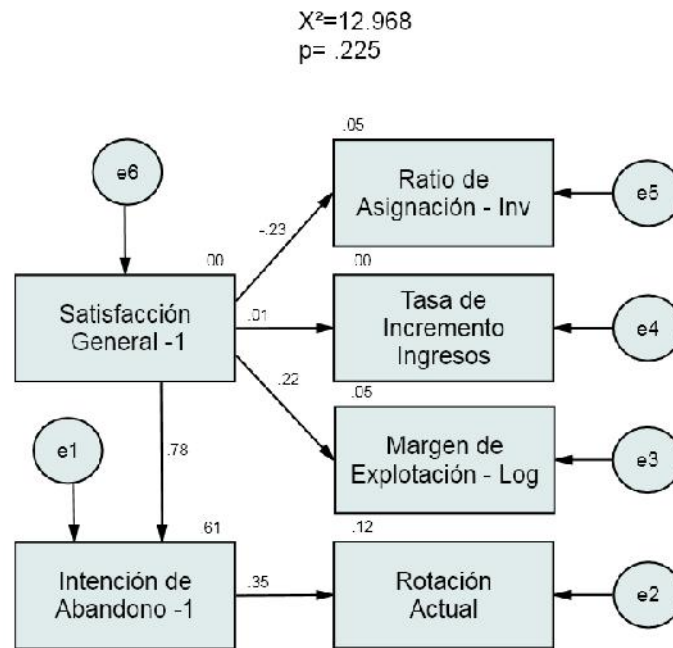 X²=12.968
p= .225
.05
e6
Ratio de
Asignación - Inv
e5
-.23
00
.00
Satisfacción
General -1
.01
Tasa de
Incremento
Ingresos
e4
.22
.05
e1
.78
Margen de
Explotación - Log
e3
.61
.12
Intención de
Abandono -1
.35
Rotación
Actual
e2